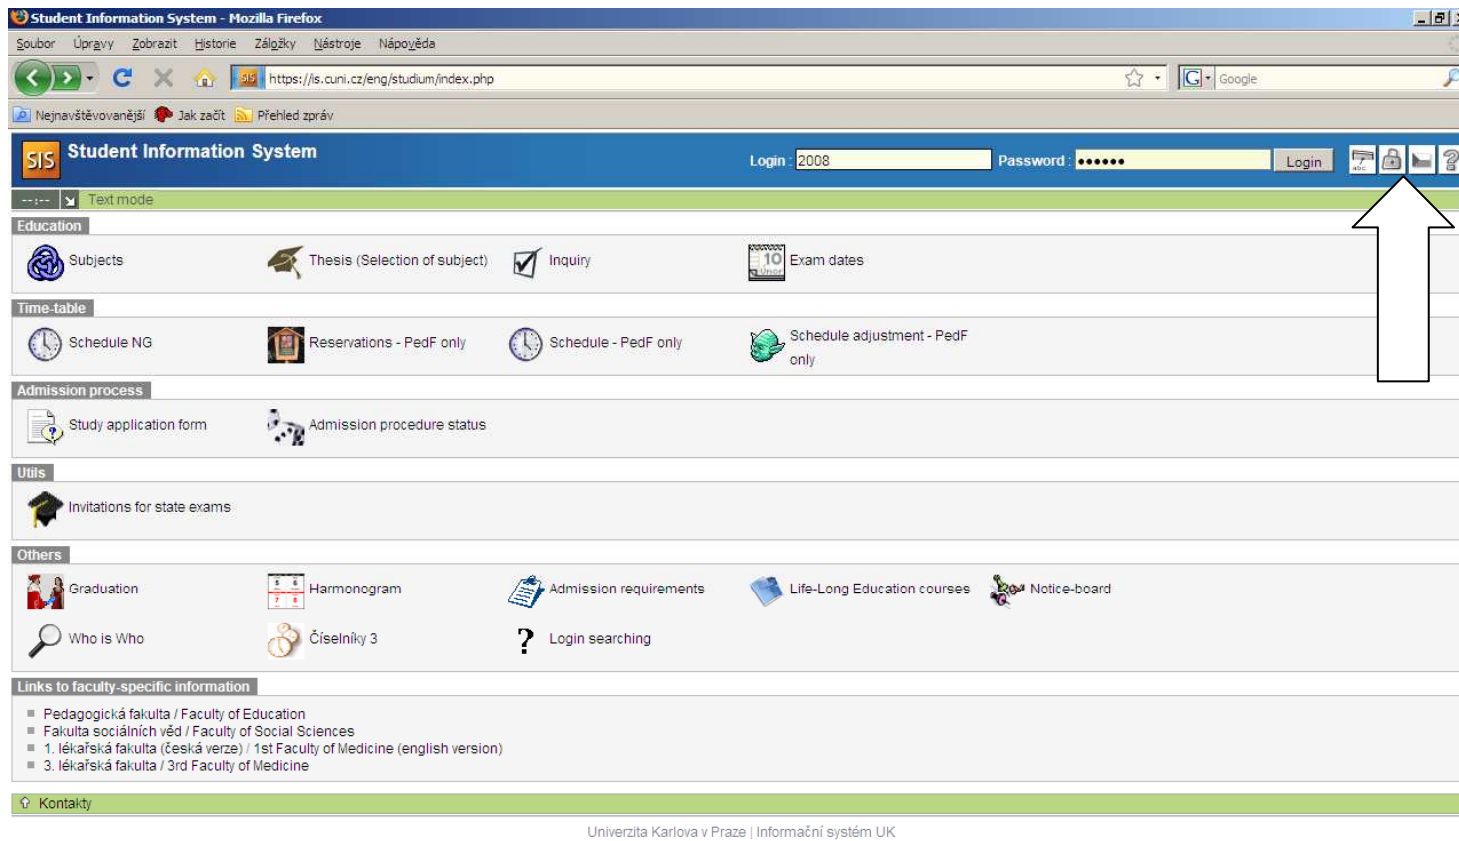 Student Information System - Mozilla Firefox
Soubor Úpravy Zobrazit Historie Záložky Nástroje Nápověda
SIS https://is.cuni.cz/eng/studium/index.php G Google
Nejnavštěvovanější Jak začít Přehled zpráv
SIS Student Information System Login : 2008 Password : •••••• Login abc ?
--:-- Text mode
Education
Subjects Thesis (Selection of subject) Inquiry 10 Únor Exam dates
Time-table
Schedule NG Reservations - PedF only Schedule - PedF only Schedule adjustment - PedF
only
Admission process
Study application form Admission procedure status
Utils
Invitations for state exams
Others
Graduation 5 6 7 8 Harmonogram Admission requirements Life-Long Education courses Notice-board
Who is Who Číselníky 3 ? Login searching
Links to faculty-specific information
Pedagogická fakulta / Faculty of Education
Fakulta sociálních věd / Faculty of Social Sciences
1. lékařská fakulta (česká verze) / 1st Faculty of Medicine (english version)
3. lékařská fakulta / 3rd Faculty of Medicine
Kontakty
Univerzita Karlova v Praze | Informační systém UK